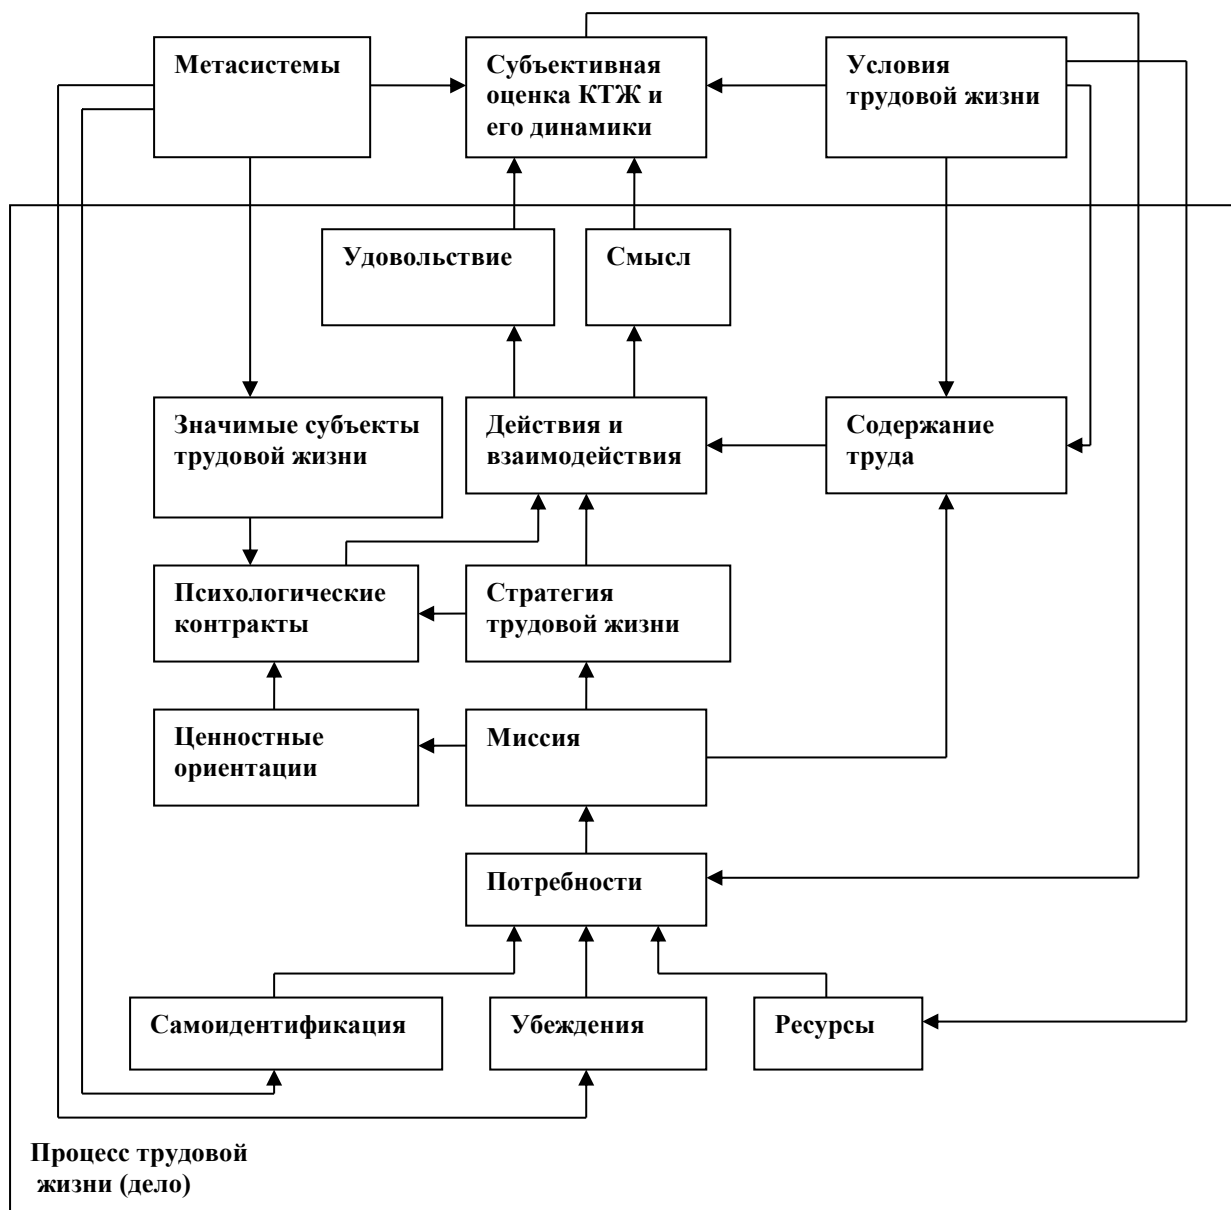 Метасистемы
Субъективная
оценка КТЖ и
его динамики
Условия
трудовой жизни
Удовольствие
Смысл
Значимые субъекты
трудовой жизни
Действия и
взаимодействия
Содержание
труда
Психологические
контракты
Стратегия
трудовой жизни
Ценностные
ориентации
Миссия
Потребности
Самоидентификация
Убеждения
Ресурсы
Процесс трудовой
жизни (дело)